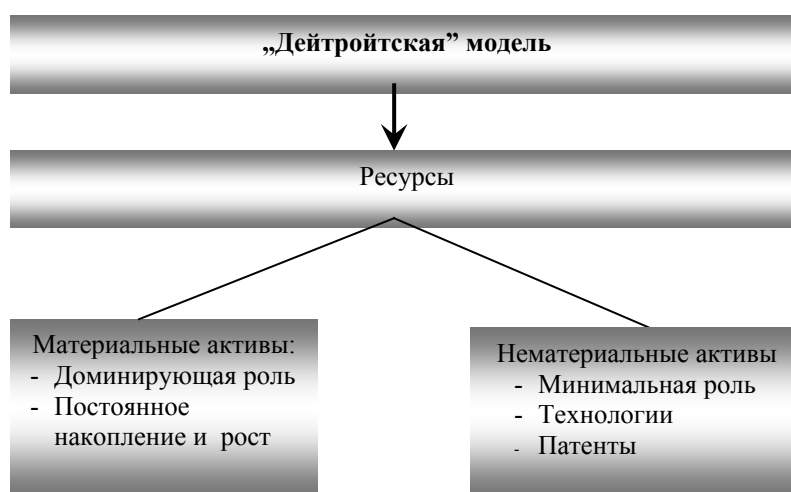 „Дейтройтская” модель
Ресурсы
Материальные активы:
- Доминирующая роль
- Постоянное
накопление и рост
Нематериальные активы
- Минимальная роль
- Технологии
- Патенты